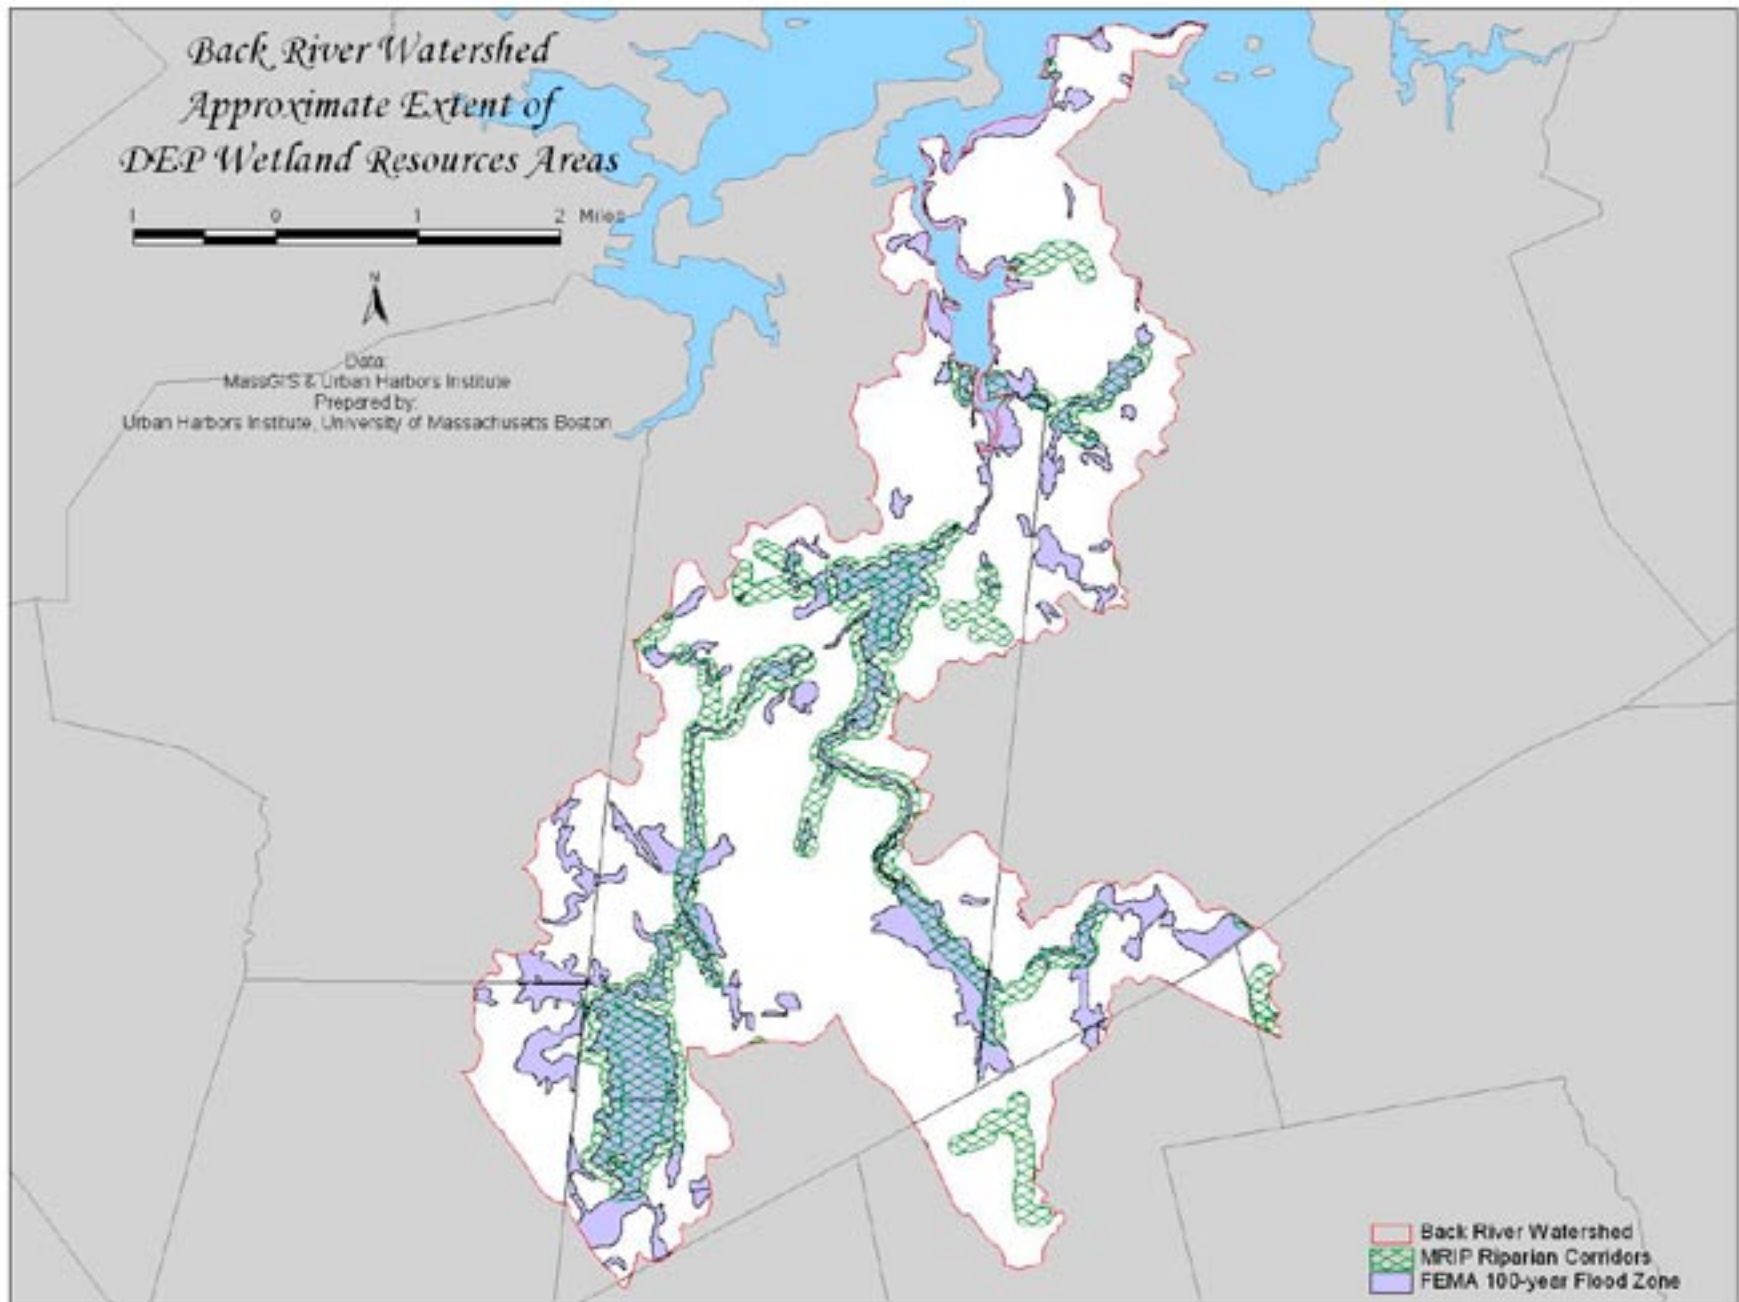 Back River Watershed
Approximate Extent of
DEP Wetland Resources Areas
1 0 1 2 Miles
N
Data:
MassGIS & Urban Harbors Institute
Prepared by:
Urban Harbors Institute, University of Massachusetts Boston
Back River Watershed
MRIP Riparian Corridors
FEMA 100-year Flood Zone